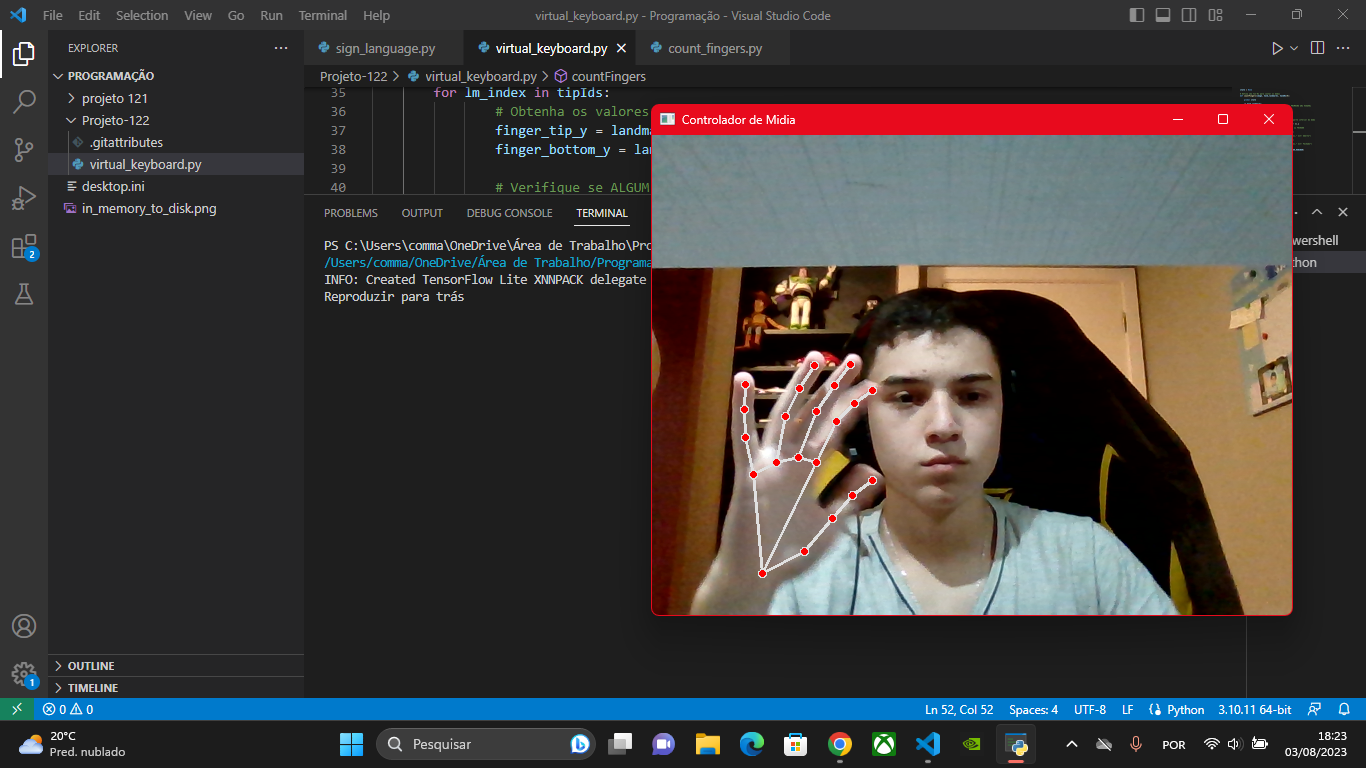 File Edit Selection View Go Run Terminal Help
virtual_keyboard.py - Programação - Visual Studio Code
EXPLORER
PROGRAMAÇÃO
projeto 121
Projeto-122
.gitattributes
virtual_keyboard.py
desktop.ini
in_memory_to_disk.png
OUTLINE
TIMELINE
sign_language.py virtual_keyboard.py count_fingers.py
Projeto-122 > virtual_keyboard.py > countFingers
35 for lm_index in tipIds:
36 # Obtenha os valores
37 finger_tip_y = landma
38 finger_bottom_y = lan
39
40 # Verifique se ALGUM
PROBLEMS OUTPUT DEBUG CONSOLE TERMINAL
PS C:\Users\comma\OneDrive\Área de Trabalho\Pro
/Users/comma/OneDrive/Área de Trabalho/Programa
INFO: Created TensorFlow Lite XNNPACK delegate
Reproduzir para trás
wershell
thon
Controlador de Midia
2
1
0 0
Ln 52, Col 52 Spaces: 4 UTF-8 LF Python 3.10.11 64-bit
20°C
Pred. nublado
Pesquisar
POR
18:23
03/08/2023